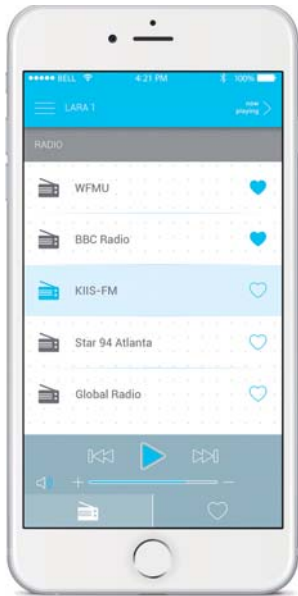 BELL 4:21 PM 100%
LARA 1
now
playing
RADIO
WFMU
BBC Radio
KIIS-FM
Star 94 Atlanta
Global Radio